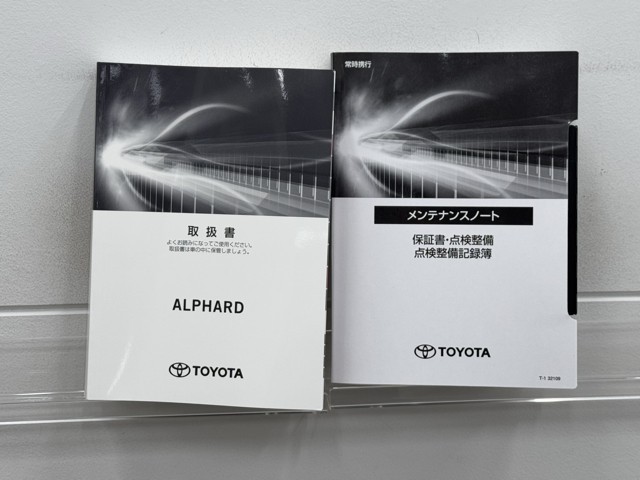 取扱書
よくお読みになってご使用ください。
取扱書は車の中に保管しましょう。
ALPHARD
TOYOTA
常時携行
メンテナンスノート
保証書・点検整備
点検整備記録簿
TOYOTA
T-1 32108